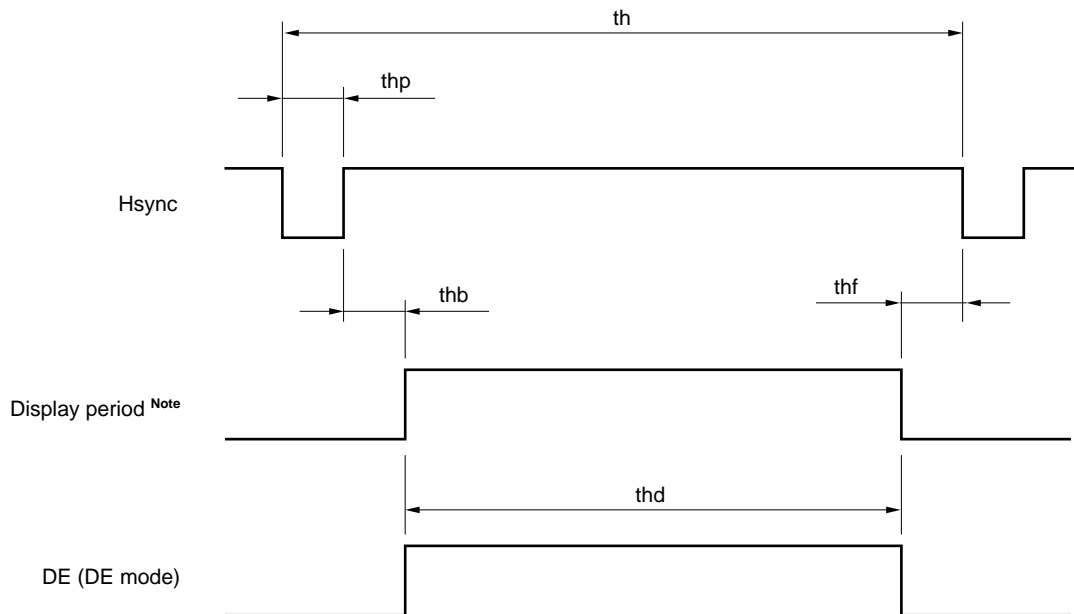 th
thp
Hsync
thb
thf
Display period Note
thd
DE (DE mode)